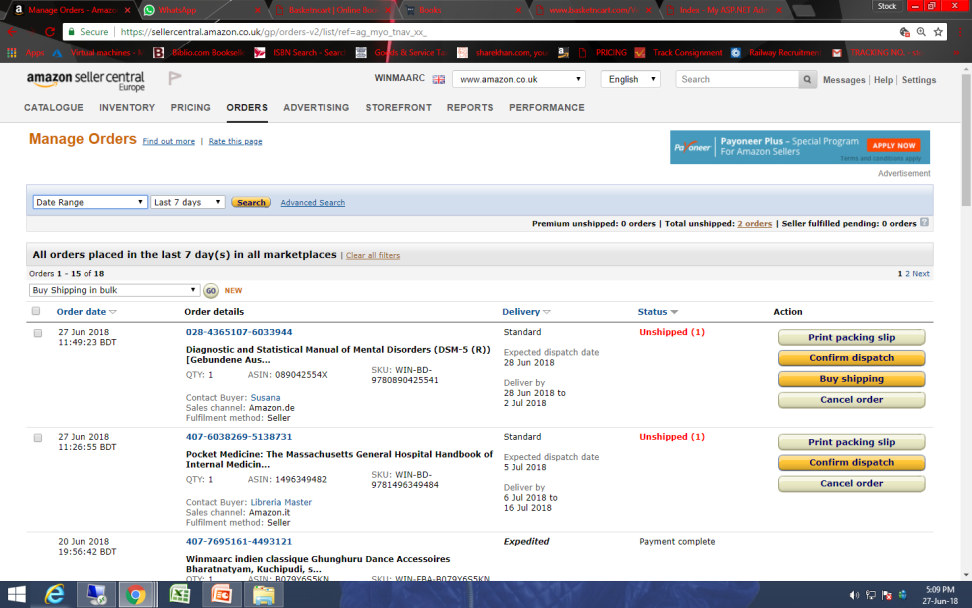 Manage Orders - Amazo
WhatsApp
Basketncart | Online
Books
www.basketncart.com/
Index - My ASP.NET
Stock
Secure | https://sellercentral.amazon.co.uk/gp/orders-v2/list/ref=ag_myo_tnav_xx_
Apps
Virtual machines -
Biblio.com Bookselle
ISBN Search - Searc
Goods & Service Ta
sharekhan.com, you
PRICING
Track Consignment
Railway Recruitmen
TRACKING NO. - vi
amazon seller central
Europe
WINMAARC
www.amazon.co.uk
English
Search
Messages | Help | Settings
CATALOGUE INVENTORY PRICING ORDERS ADVERTISING STOREFRONT REPORTS PERFORMANCE
Manage Orders Find out more | Rate this page
Payoneer
Payoneer Plus – Special Program
For Amazon Sellers
APPLY NOW
Terms and conditions apply
Advertisement
Date Range Last 7 days Search Advanced Search
Premium unshipped: 0 orders | Total unshipped: 2 orders | Seller fulfilled pending: 0 orders ?
All orders placed in the last 7 day(s) in all marketplaces | Clear all filters
Orders 1 - 15 of 18
1 2 Next
Buy Shipping in bulk GO NEW
Order date Order details Delivery Status Action
27 Jun 2018
11:49:23 BDT
028-4365107-6033944
Diagnostic and Statistical Manual of Mental Disorders (DSM-5 (R))
[Gebundene Aus...
QTY: 1 ASIN: 089042554X SKU: WIN-BD-
9780890425541
Contact Buyer: Susana
Sales channel: Amazon.de
Fulfilment method: Seller
Standard
Expected dispatch date
28 Jun 2018
Deliver by
28 Jun 2018 to
2 Jul 2018
Unshipped (1)
Print packing slip
Confirm dispatch
Buy shipping
Cancel order
27 Jun 2018
11:26:55 BDT
407-6038269-5138731
Pocket Medicine: The Massachusetts General Hospital Handbook of
Internal Medicin...
QTY: 1 ASIN: 1496349482 SKU: WIN-BD-
9781496349484
Contact Buyer: Libreria Master
Sales channel: Amazon.it
Fulfilment method: Seller
Standard
Expected dispatch date
5 Jul 2018
Deliver by
6 Jul 2018 to
16 Jul 2018
Unshipped (1)
Print packing slip
Confirm dispatch
Cancel order
20 Jun 2018
19:56:42 BDT
407-7695161-4493121
Winmaarc indien classique Ghunghuru Dance Accessoires
Bharatnatyam, Kuchipudi, s...
QTY: 1 ASIN: B079Y6S5KN SKU: WIN-FBA-B079Y6S5KN
Expedited
Payment complete
5:09 PM
27-Jun-18